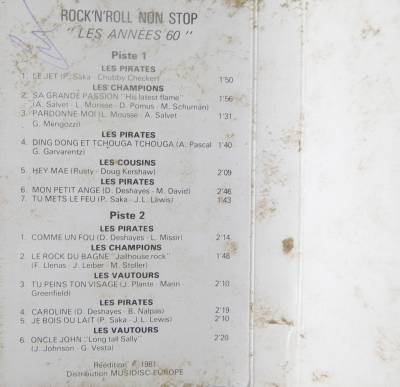 ROCK'N'ROLL NON STOP
"LES ANNÉES 60"
Piste 1
LES PIRATES
1. LE JET (P. Saka - Chubby Checker) 1'50
LES CHAMPIONS
2. SA GRANDE PASSION "His latest flame" 1'56
(A. Salvet - L. Morisse - D. Pomus - M. Schuman)
3. PARDONNE MOI (L. Mousse - A. Salvet 1'31
G. Mengozzi)
LES PIRATES
4. DING DONG ET TCHOUGA TCHOUGA (A. Pascal 1'40
G. Garvarentz)
LES COUSINS
5. HEY MAE (Rusty - Doug Kershaw) 2'09
LES PIRATES
6. MON PETIT ANGE (D. Deshayes - M. David) 2'46
7. TU METS LE FEU (P. Saka - J.L. Lewis) 1'43
Piste 2
LES PIRATES
1. COMME UN FOU (D. Deshayes - L. Missir) 2'14
LES CHAMPIONS
2. LE ROCK DU BAGNE "Jailhouse rock" 1'48
(F. Llenas - J. Leiber - M. Stoller)
LES VAUTOURS
3. TU PEINS TON VISAGE (J. Plante - Mann 2'10
Greenfield)
LES PIRATES
4. CAROLINE (D. Deshayes - B. Nalpas) 2'19
5. JE BOIS DU LAIT (P. Saka - J.L. Lewis) 2'10
LES VAUTOURS
6. ONCLE JOHN "Long tall Sally" 2'20
(J. Johnson - G. Vesta)
Réédition ℗ 1981
Distribution MUSIDISC-EUROPE